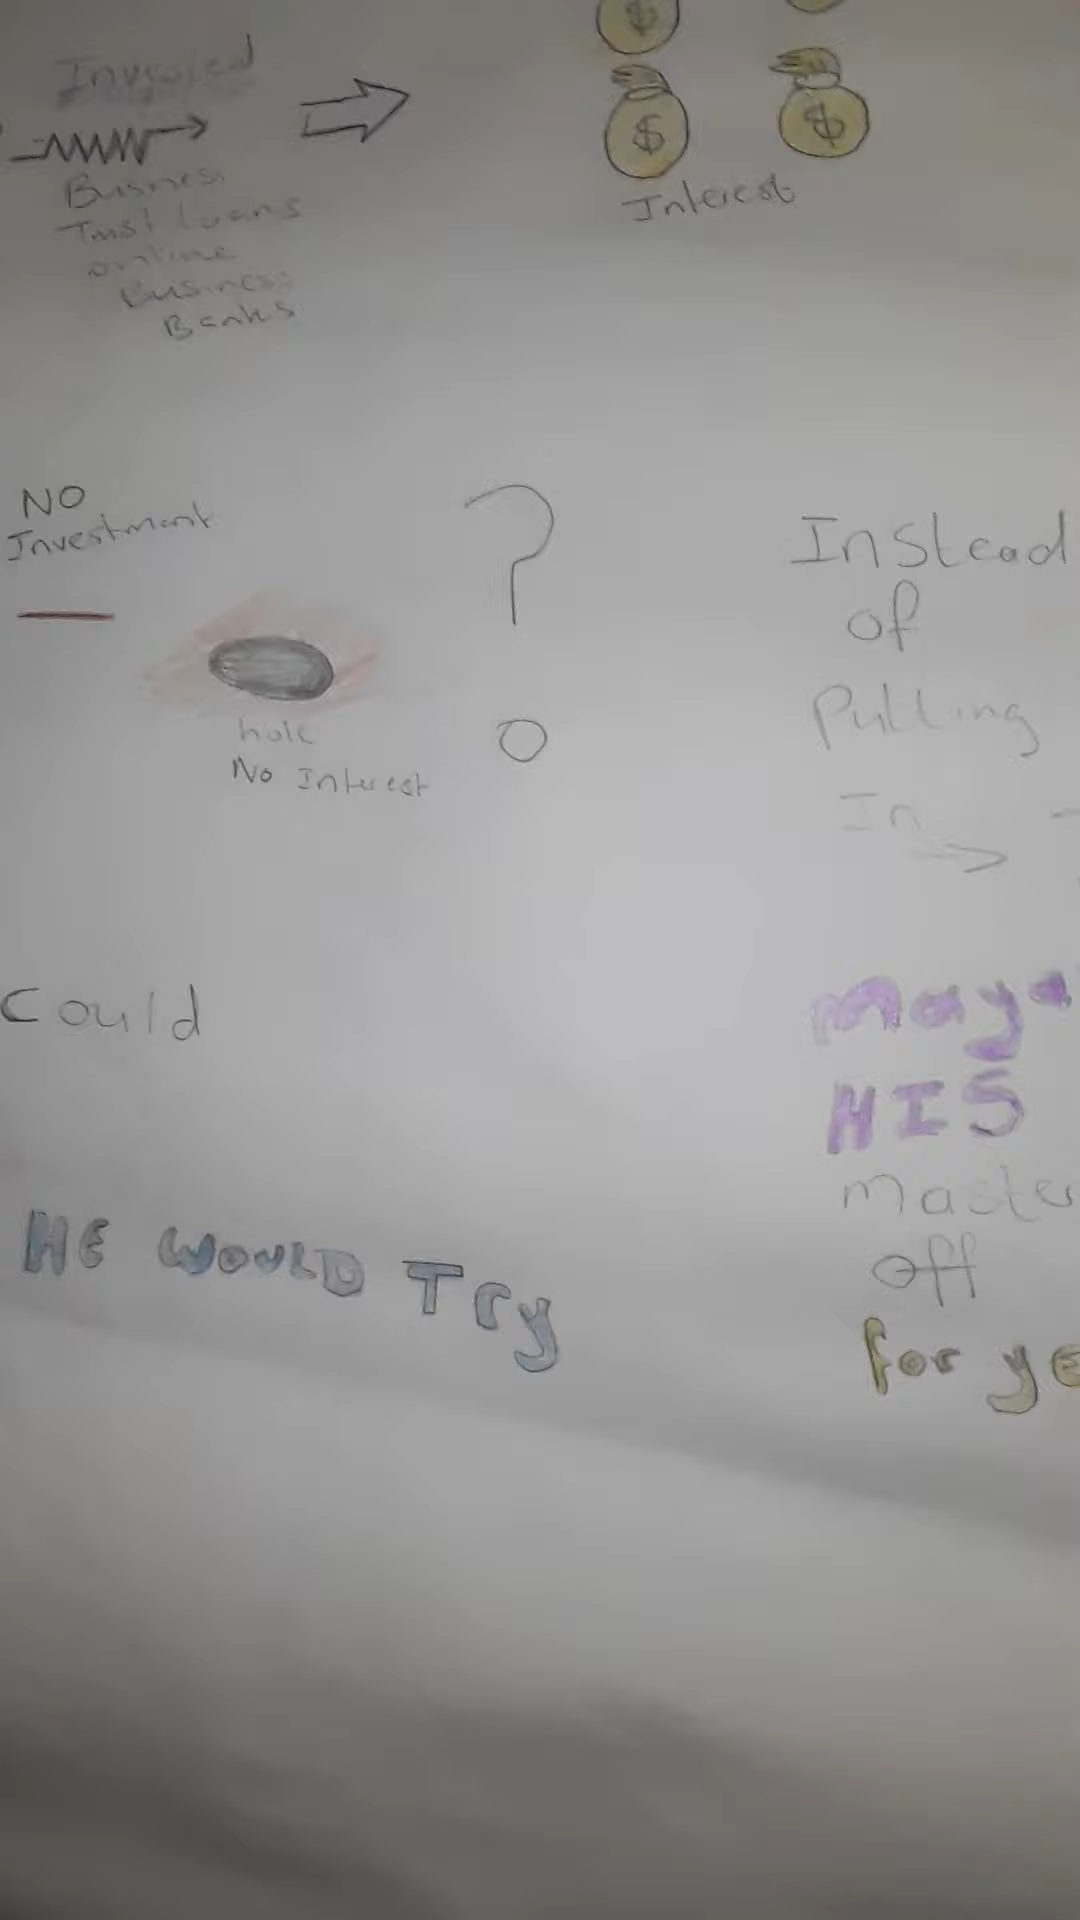 $
Invested
$
$
Business
Interest
Trust loans
online
Business
Banks
NO
Investment
?
Instead
of
Pulling
In
hole
No Interest
Could
HIS
HE WOULD Try
off
for